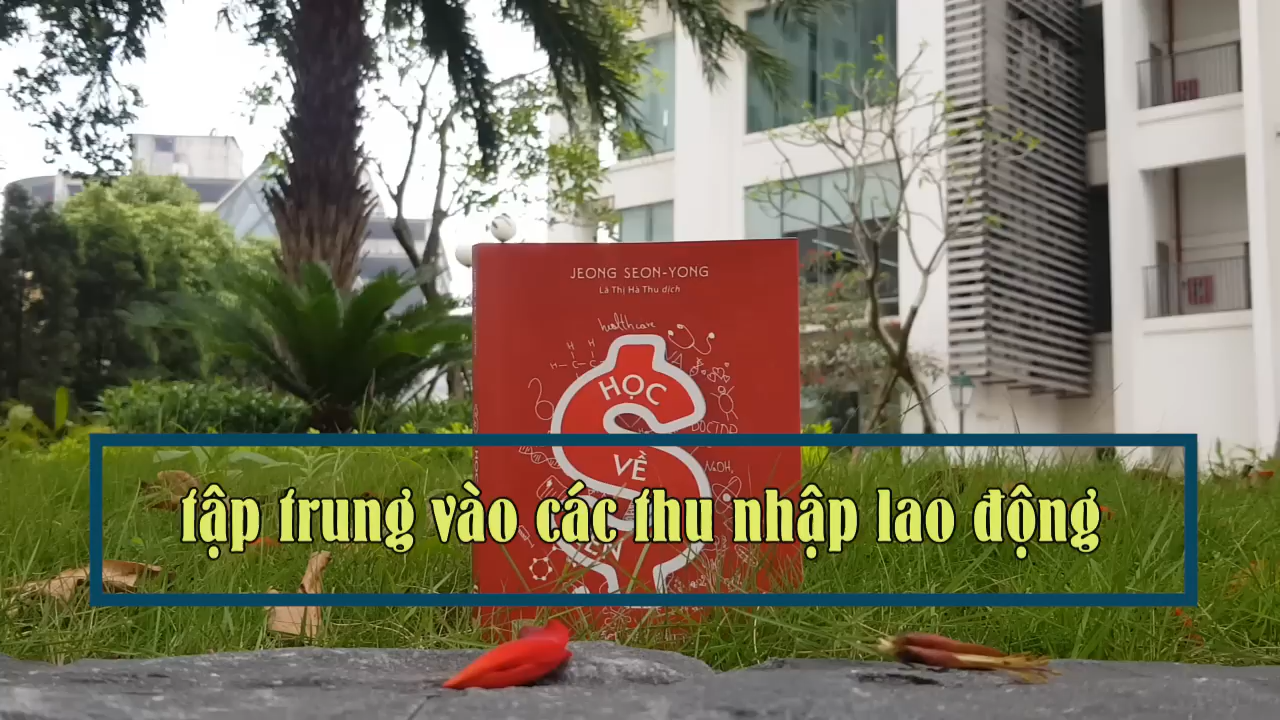 JEONG SEON-YONG
Lã Thị Hà Thu dịch
healthcare
HỌC
DOCTOR
VỀ
tập trung vào các thu nhập lao động